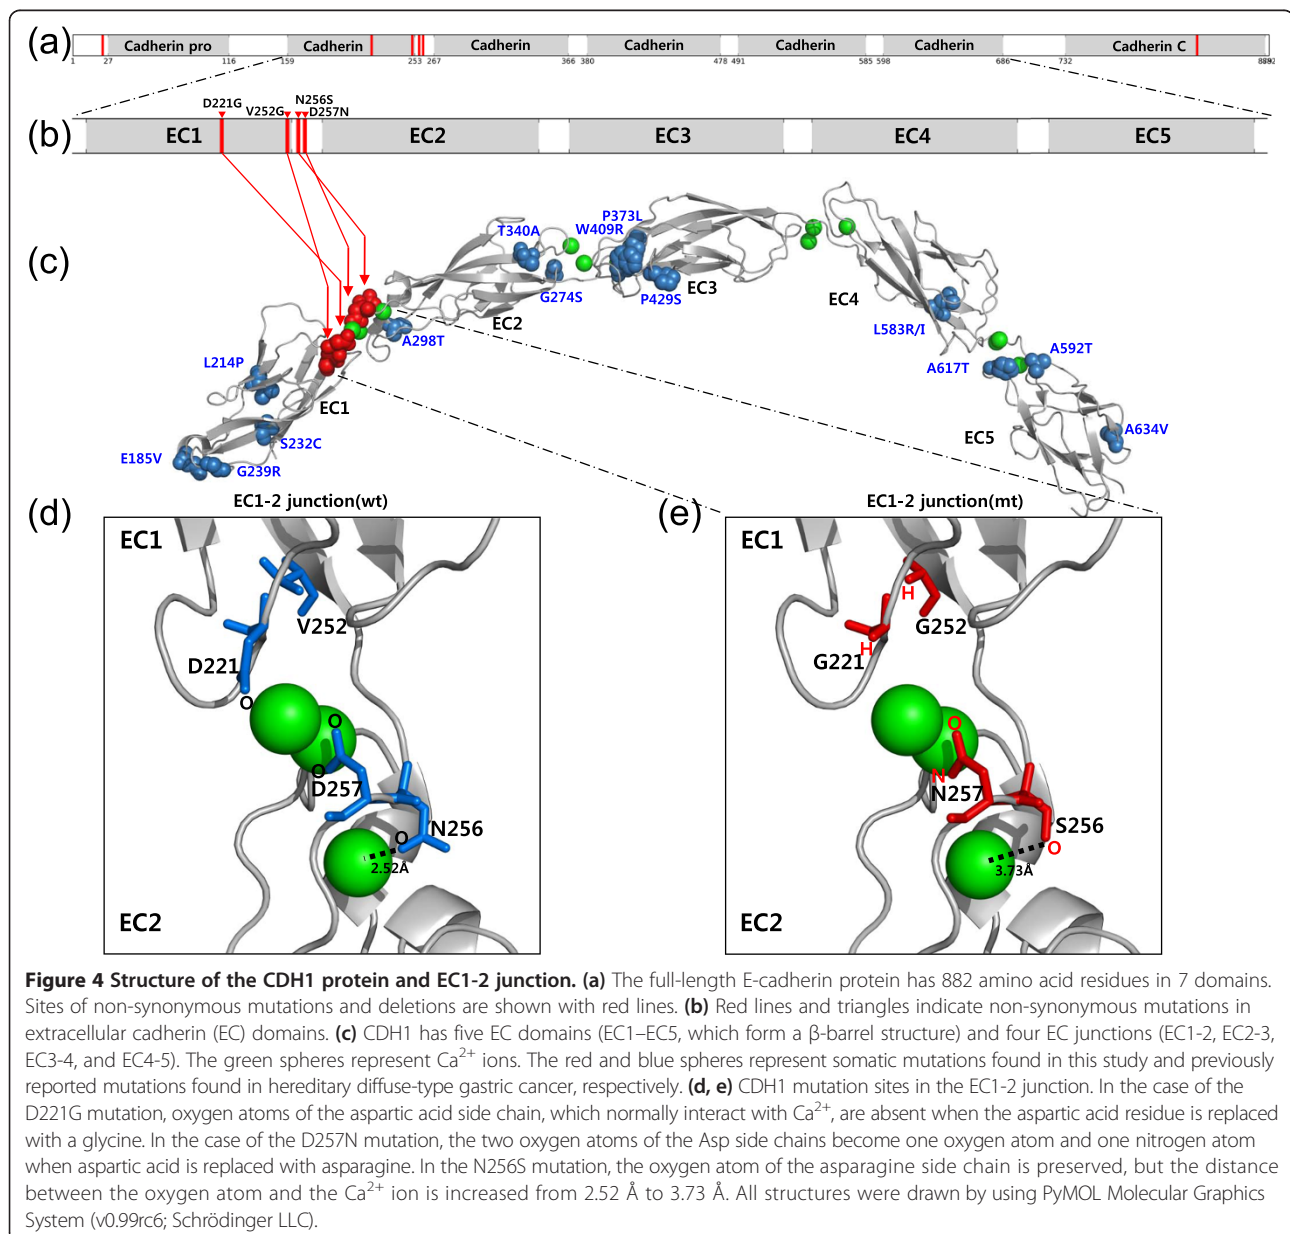 (a)
Cadherin pro Cadherin Cadherin Cadherin Cadherin Cadherin Cadherin C
1 27 116 159 253 267 366 380 478 491 585 598 686 732
D221G V252G N256S D257N
(b)
EC1 EC2 EC3 EC4 EC5
(c)
T340A P373L
W409R
G274S P429S EC3
EC2 EC4
A298T L583R/I
L214P A617T A592T
EC1
S232C EC5 A634V
E185V G239R
(d) EC1-2 junction(wt)
EC1
V252
D221
O
O
O
D257
N256
O
2.52Å
EC2
(e) EC1-2 junction(mt)
EC1
H
G252
G221 H
O
N
N257
S256
O
3.73Å
EC2
Figure 4 Structure of the CDH1 protein and EC1-2 junction. (a) The full-length E-cadherin protein has 882 amino acid residues in 7 domains.
Sites of non-synonymous mutations and deletions are shown with red lines. (b) Red lines and triangles indicate non-synonymous mutations in
extracellular cadherin (EC) domains. (c) CDH1 has five EC domains (EC1–EC5, which form a β-barrel structure) and four EC junctions (EC1-2, EC2-3,
EC3-4, and EC4-5). The green spheres represent Ca²⁺ ions. The red and blue spheres represent somatic mutations found in this study and previously
reported mutations found in hereditary diffuse-type gastric cancer, respectively. (d, e) CDH1 mutation sites in the EC1-2 junction. In the case of the
D221G mutation, oxygen atoms of the aspartic acid side chain, which normally interact with Ca²⁺, are absent when the aspartic acid residue is replaced
with a glycine. In the case of the D257N mutation, the two oxygen atoms of the Asp side chains become one oxygen atom and one nitrogen atom
when aspartic acid is replaced with asparagine. In the N256S mutation, the oxygen atom of the asparagine side chain is preserved, but the distance
between the oxygen atom and the Ca²⁺ ion is increased from 2.52 Å to 3.73 Å. All structures were drawn by using PyMOL Molecular Graphics
System (v0.99rc6; Schrödinger LLC).